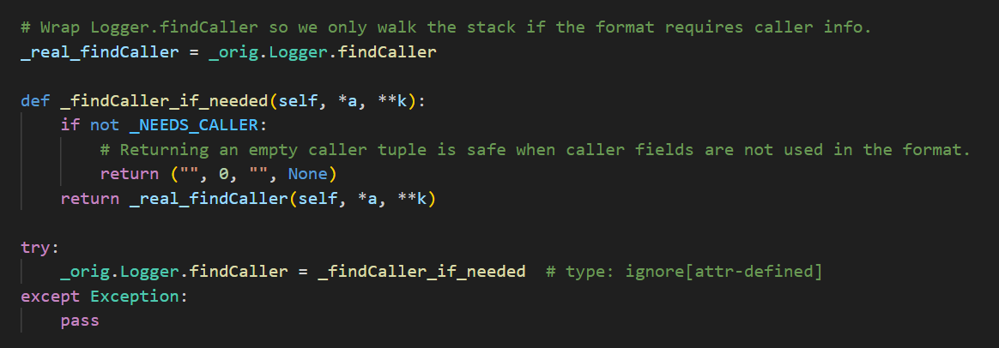 # Wrap Logger.findCaller so we only walk the stack if the format requires caller info.
_real_findCaller = _orig.Logger.findCaller
def _findCaller_if_needed(self, *a, **k):
    if not _NEEDS_CALLER:
        # Returning an empty caller tuple is safe when caller fields are not used in the format.
        return ("", 0, "", None)
    return _real_findCaller(self, *a, **k)
try:
    _orig.Logger.findCaller = _findCaller_if_needed  # type: ignore[attr-defined]
except Exception:
    pass